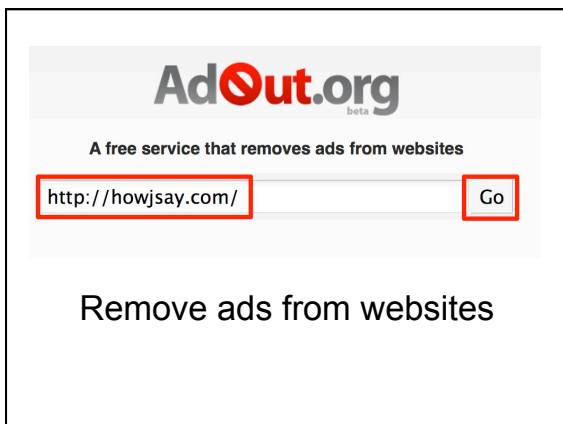 AdOut.org
beta
A free service that removes ads from websites
http://howjsay.com/ Go
Remove ads from websites